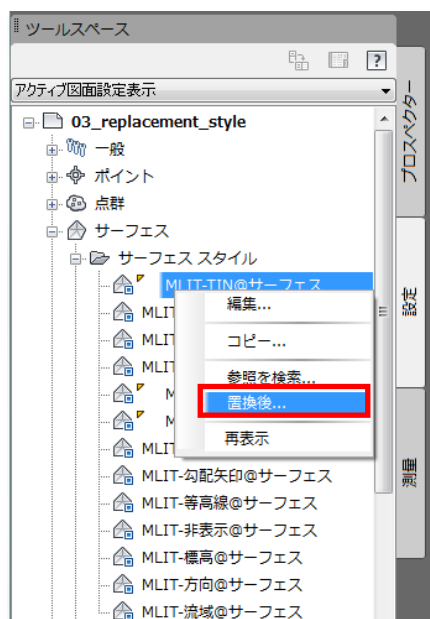 ツールスペース
?
アクティブ図面設定表示
03_replacement_style
一般
ポイント
点群
サーフェス
サーフェス スタイル
MLIT-TIN@サーフェス
MLIT
編集...
コピー...
MLIT
MLIT
参照を検索...
M
置換後...
M
再表示
MLIT
MLIT-勾配矢印@サーフェス
MLIT-等高線@サーフェス
MLIT-非表示@サーフェス
MLIT-標高@サーフェス
MLIT-方向@サーフェス
MLIT-流域@サーフェス
プロスペクター
設定
測量